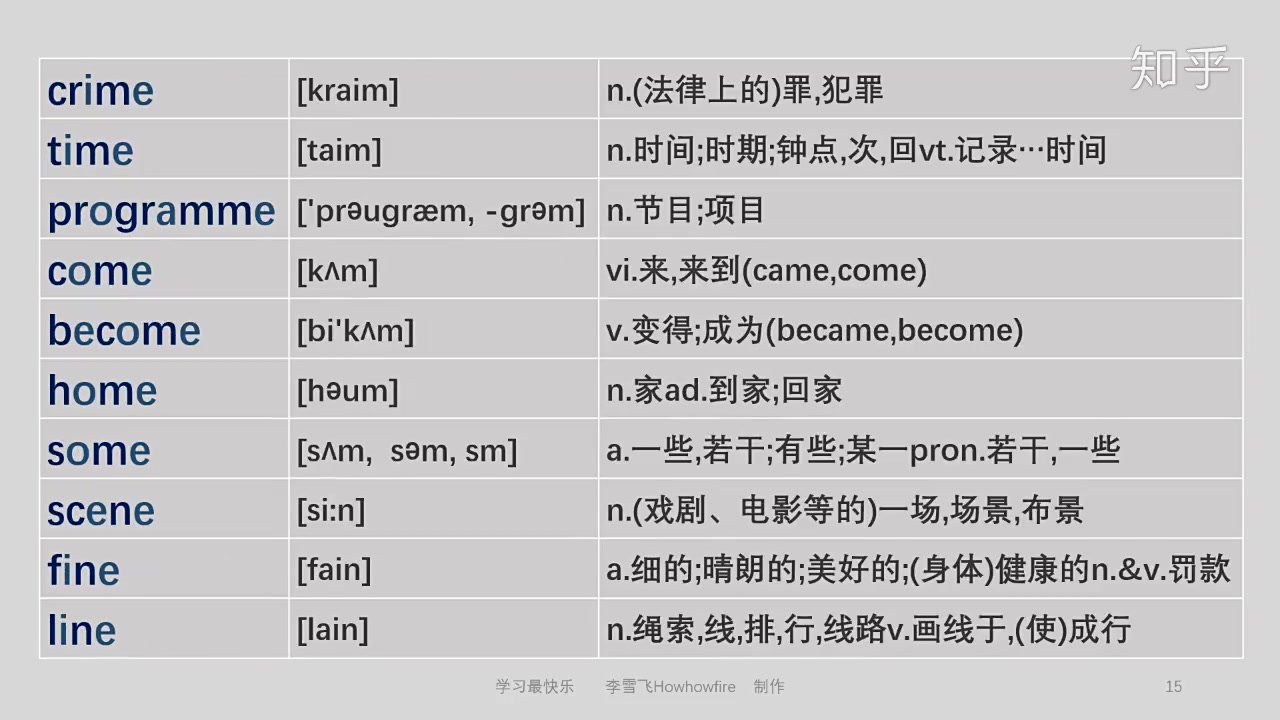 知乎
crime [kraim] n.(法律上的)罪,犯罪
time [taim] n.时间;时期;钟点,次,回vt.记录…时间
programme ['prəugræm, -grəm] n.节目;项目
come [kʌm] vi.来,来到(came,come)
become [bi'kʌm] v.变得;成为(became,become)
home [həum] n.家ad.到家;回家
some [sʌm, səm, sm] a.一些,若干;有些;某一pron.若干,一些
scene [si:n] n.(戏剧、电影等的)一场,场景,布景
fine [fain] a.细的;晴朗的;美好的;(身体)健康的n.&v.罚款
line [lain] n.绳索,线,排,行,线路v.画线于,(使)成行
学习最快乐 李雪飞Howhowfire 制作 15